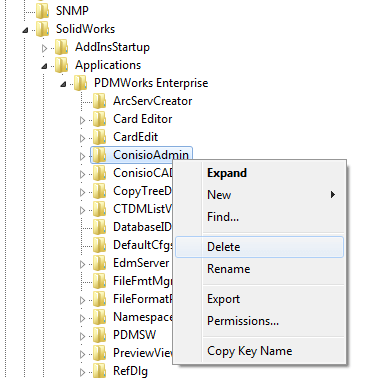 SNMP
SolidWorks
AddInsStartup
Applications
PDMWorks Enterprise
ArcServCreator
Card Editor
CardEdit
ConisioAdmin
ConisioCAD
CopyTreeD
CTDMListV
DatabaseID
DefaultCfgs
EdmServer
FileFmtMgr
FileFormatF
Namespace
PDMSW
PreviewView
RefDlg
Expand
New
Find...
Delete
Rename
Export
Permissions...
Copy Key Name